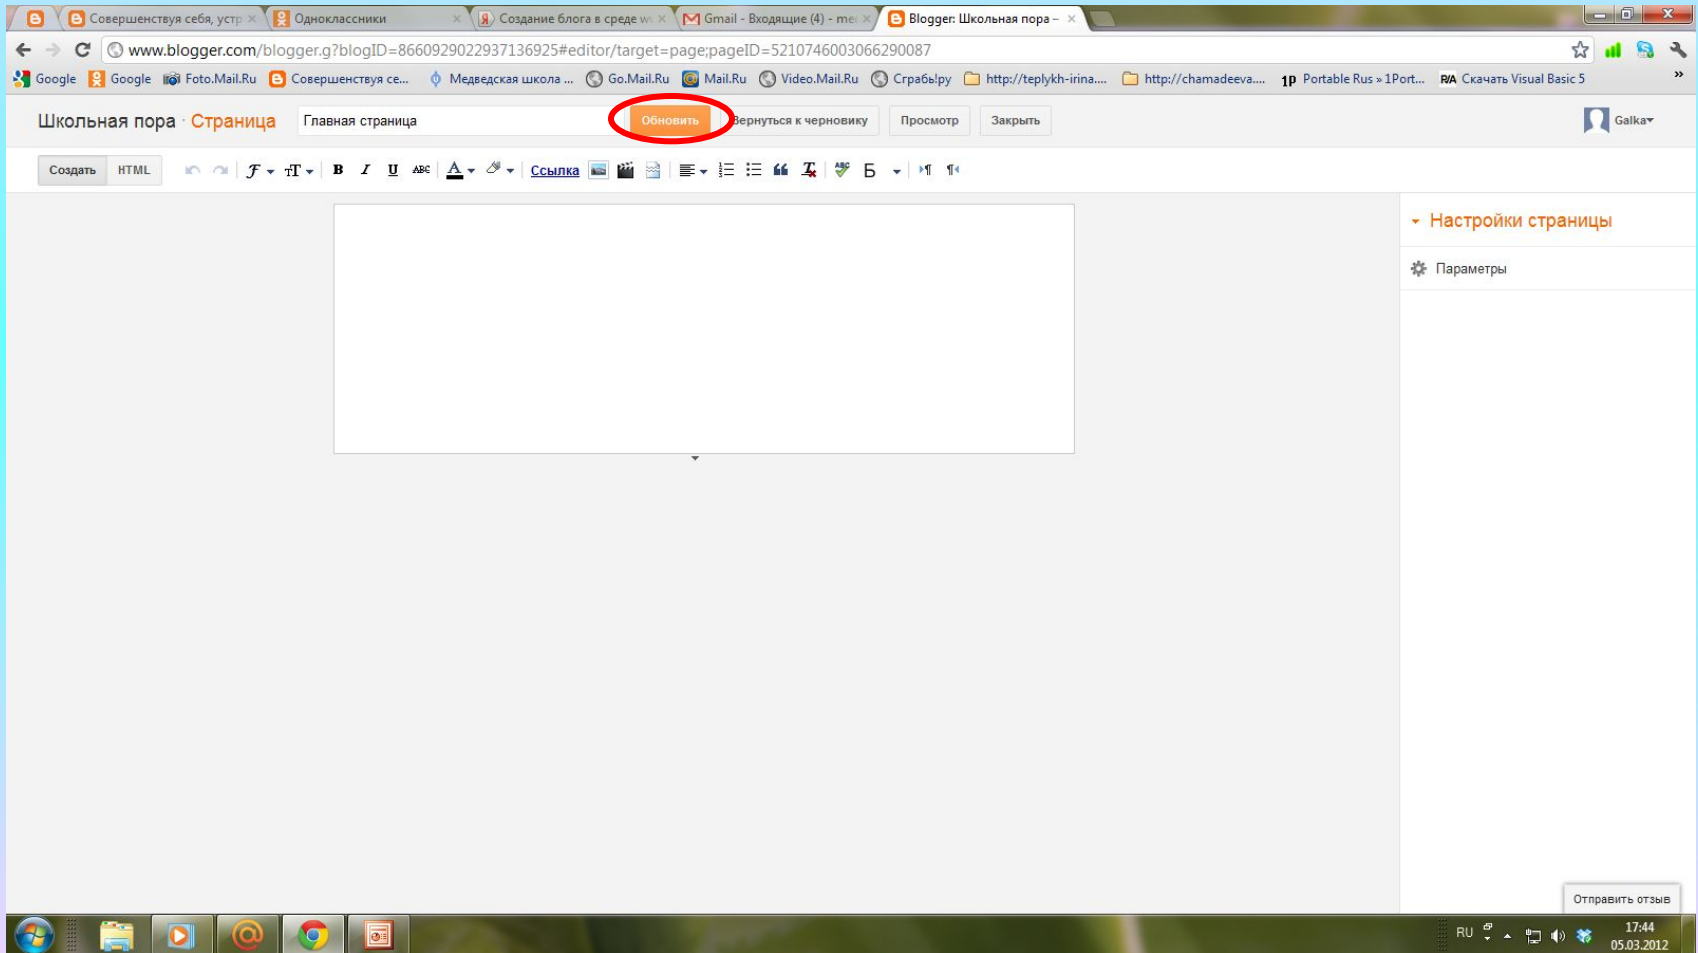 Совершенствуя себя, устр
Одноклассники
Создание блога в среде w
Gmail - Входящие (4) - me
Blogger: Школьная пора –
www.blogger.com/blogger.g?blogID=8660929022937136925#editor/target=page;pageID=5210746003066290087
Google Google Foto.Mail.Ru Совершенствуя се... Медведская школа ... Go.Mail.Ru Mail.Ru Video.Mail.Ru Сграбь!ру http://teplykh-irina.... http://chamadeeva.... 1P Portable Rus » 1Port... R/A Скачать Visual Basic 5 »
Школьная пора · Страница Главная страница Обновить Вернуться к черновику Просмотр Закрыть Galka
Создать HTML B I U ABC A Ссылка Б
Настройки страницы
Параметры
Отправить отзыв
RU 17:44
05.03.2012